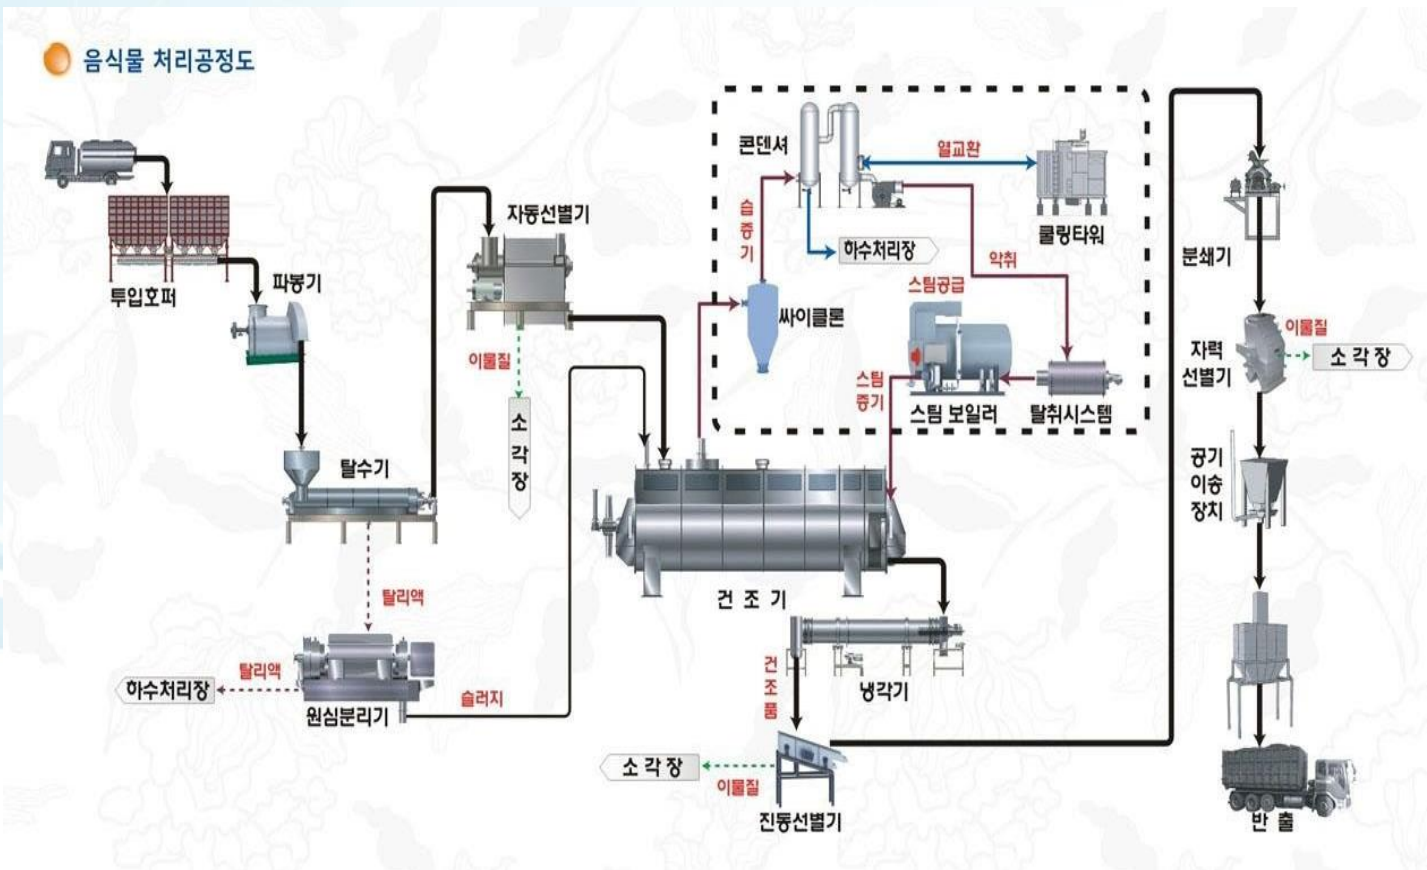 음식물 처리공정도
투입호퍼
파봉기
탈수기
탈리액
원심분리기
탈리액
하수처리장
슬러지
자동선별기
이물질
소각장
건 조 기
싸이클론
습증기
콘덴셔
열교환
쿨링타워
하수처리장
악취
스팀공급
스팀
증기
스팀 보일러
탈취시스템
냉각기
건조품
진동선별기
이물질
소 각 장
분쇄기
자력
선별기
이물질
소 각 장
공기
이송
장치
반 출